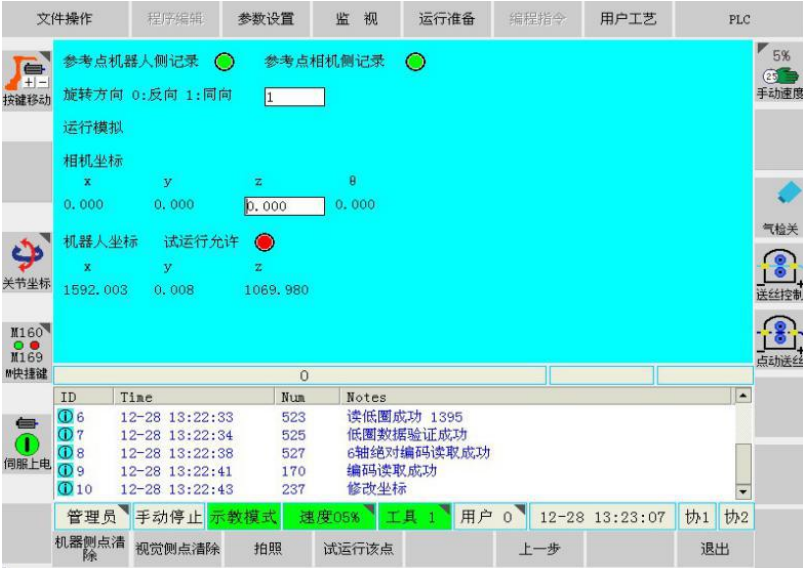 文件操作 程序编辑 参数设置 监 视 运行准备 编程指令 用户工艺 PLC
参考点机器人侧记录 参考点相机侧记录
旋转方向 0:反向 1:同向 1
运行模拟
相机坐标
x y z θ
0.000 0.000 0.000 0.000
机器人坐标 试运行允许
x y z
1592.003 0.008 1069.980
+ -
按键移动
关节坐标
M160
M169
M快捷键
伺服上电
5%
25
手动速度
气检关
送丝控制
点动送丝
0
ID Time Num Notes
6 12-28 13:22:33 523 读低圈成功 1395
7 12-28 13:22:34 525 低圈数据验证成功
8 12-28 13:22:38 527 6轴绝对编码读取成功
9 12-28 13:22:41 170 编码读取成功
10 12-28 13:22:43 237 修改坐标
管理员 手动停止 示教模式 速度05% 工具 1 用户 0 12-28 13:23:07 协1 协2
机器侧点清
除
视觉侧点清除 拍照 试运行该点 上一步 退出